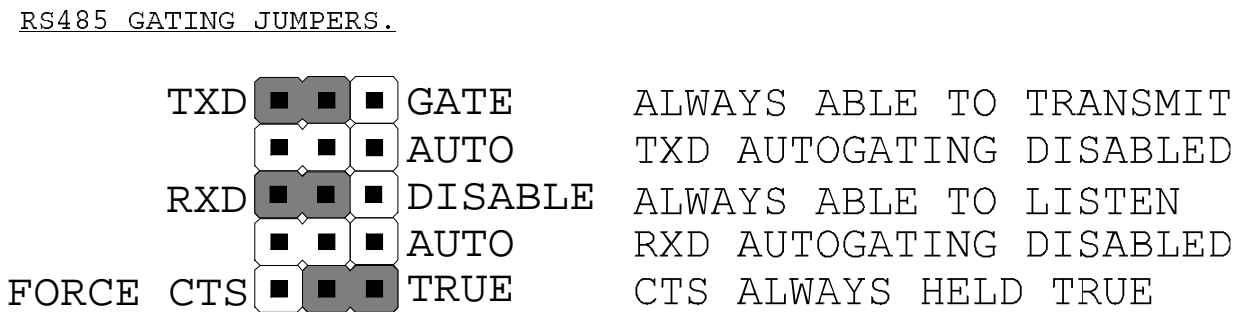 RS485 GATING JUMPERS.
TXD GATE ALWAYS ABLE TO TRANSMIT
AUTO TXD AUTOGATING DISABLED
RXD DISABLE ALWAYS ABLE TO LISTEN
AUTO RXD AUTOGATING DISABLED
FORCE CTS TRUE CTS ALWAYS HELD TRUE